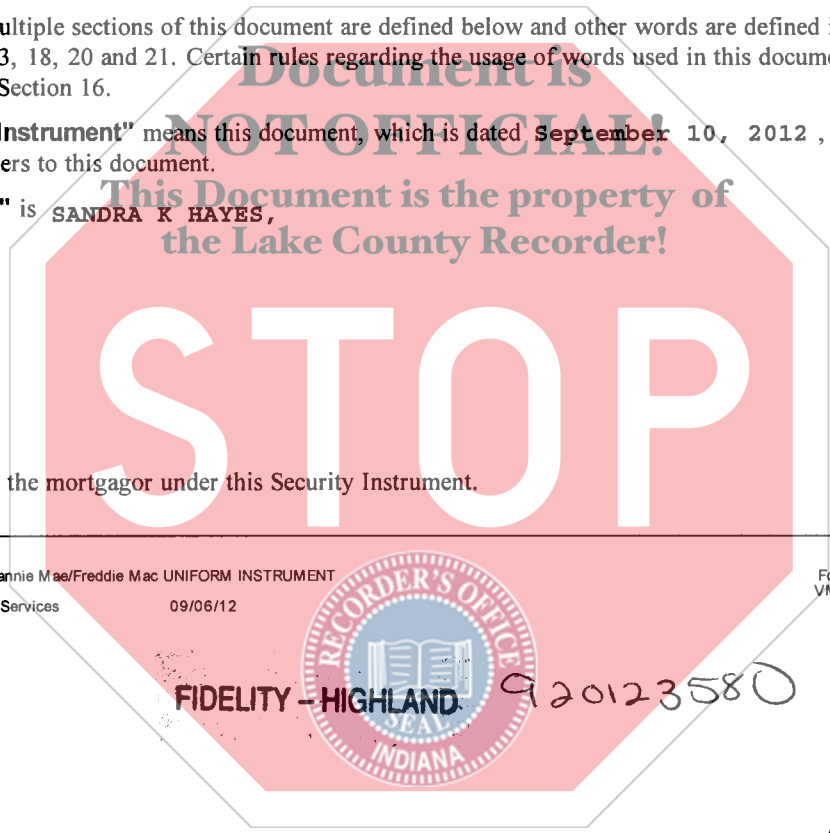 ultiple sections of this document are defined below and other words are defined
3, 18, 20 and 21. Certain rules regarding the usage of words used in this docume
Section 16.
Document is
Instrument" means this document, which is dated September 10, 2012 ,
NOT OFFICIAL!
ers to this document.
This Document is the property of
" is SANDRA K HAYES,
the Lake County Recorder!
STOP
the mortgagor under this Security Instrument.
annie Mae/Freddie Mac UNIFORM INSTRUMENT
Fo
Services 09/06/12
VM
RECORDER'S OFFICE
FIDELITY – HIGHLAND 920123580
SEAL
INDIANA